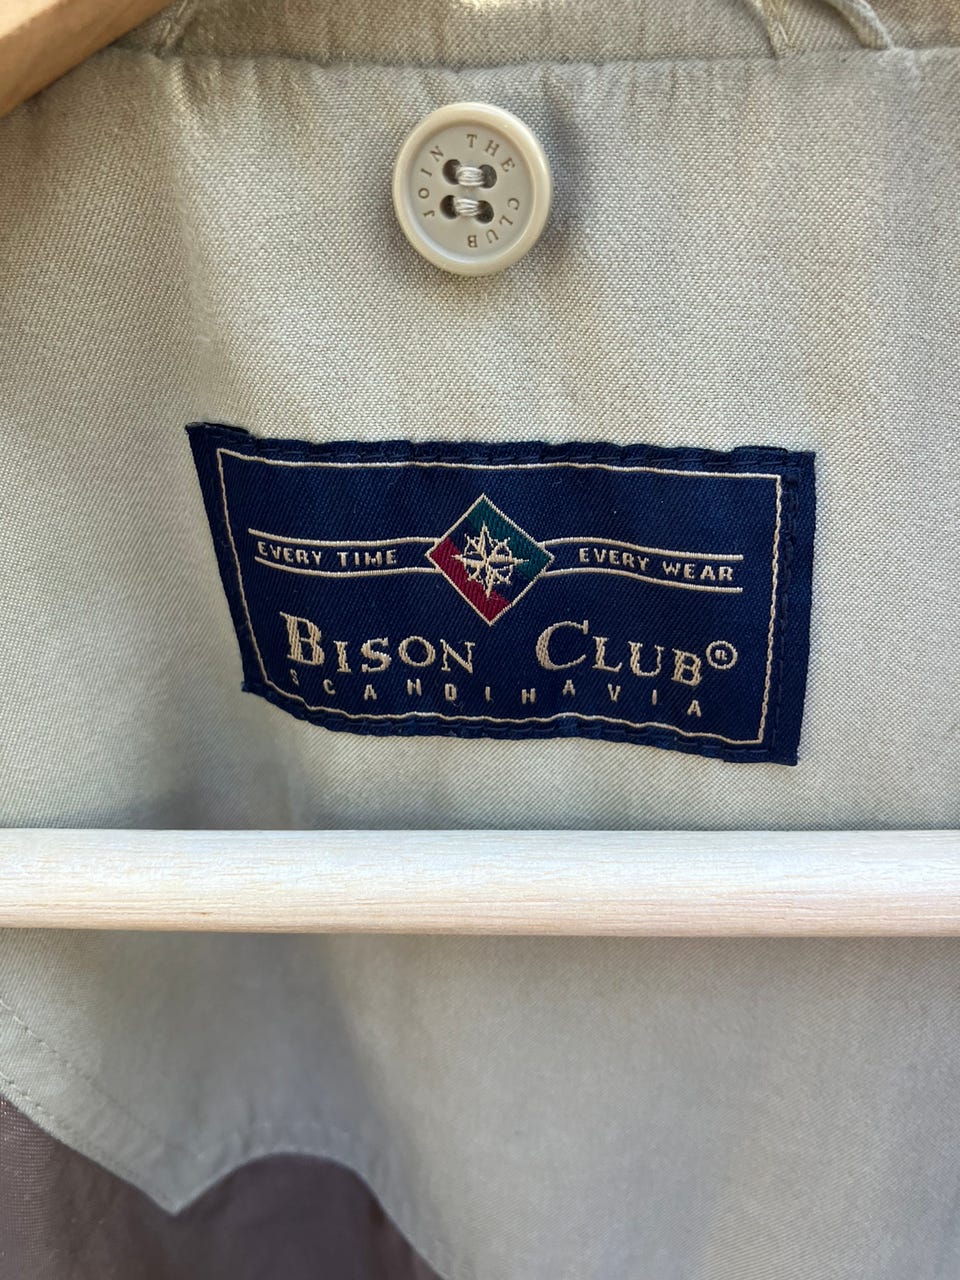 JOIN THE CLUB
EVERY TIME EVERY WEAR
BISON CLUB®
SCANDINAVIA